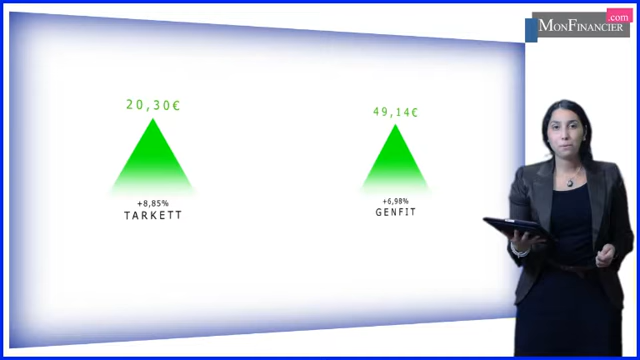 .com
MONFINANCIER
20,30€
49,14€
+8,85%
TARKETT
+6,98%
GENFIT